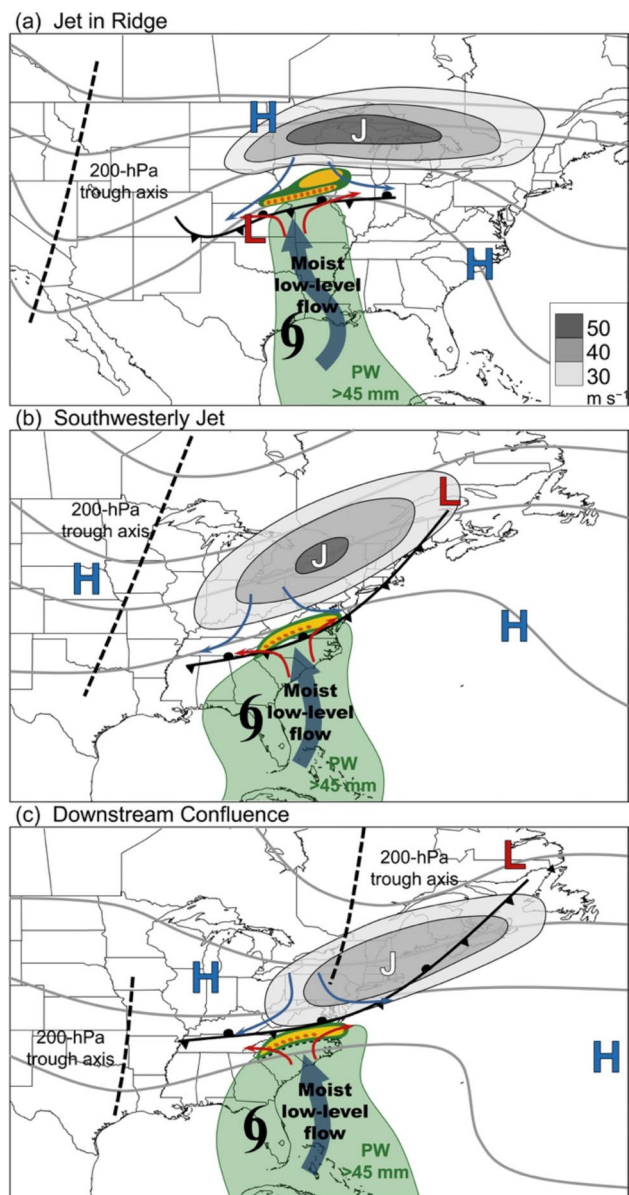 (a) Jet in Ridge
H
J
200-hPa
trough axis
L
H
Moist
low-level
flow
PW
>45 mm
50
40
30
m s⁻¹
(b) Southwesterly Jet
L
200-hPa
trough axis
J
H
H
Moist
low-level
flow
PW
>45 mm
(c) Downstream Confluence
L
200-hPa
trough axis
H
J
200-hPa
trough axis
H
Moist
low-level
flow
PW
>45 mm